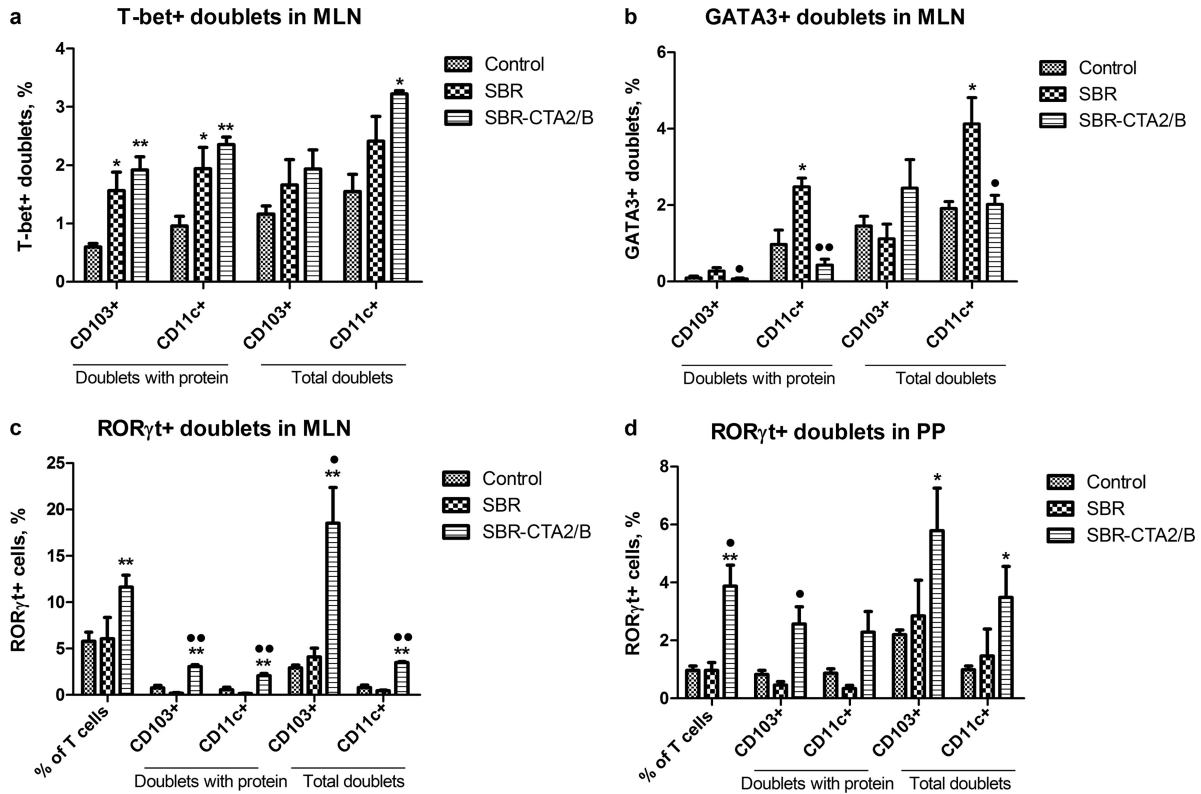 a
T-bet+ doublets in MLN
T-bet+ doublets, %
4
3
2
1
0
* ** * ** *
Control
SBR
SBR-CTA2/B
CD103+ CD11c+ CD103+ CD11c+
Doublets with protein Total doublets
b
GATA3+ doublets in MLN
GATA3+ doublets, %
6
4
2
0
● * ●● * ●
Control
SBR
SBR-CTA2/B
CD103+ CD11c+ CD103+ CD11c+
Doublets with protein Total doublets
c
RORγt+ doublets in MLN
RORγt+ cells, %
25
20
15
10
5
0
● ●● ●● ●●
** ** ** ** **
Control
SBR
SBR-CTA2/B
% of T cells CD103+ CD11c+ CD103+ CD11c+
Doublets with protein Total doublets
d
RORγt+ doublets in PP
RORγt+ cells, %
8
6
4
2
0
● ●
** * *
Control
SBR
SBR-CTA2/B
% of T cells CD103+ CD11c+ CD103+ CD11c+
Doublets with protein Total doublets